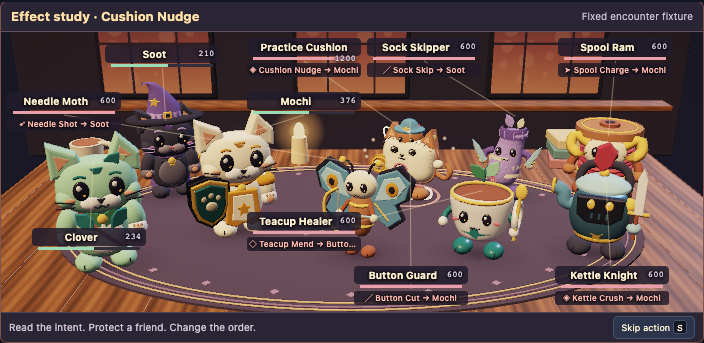 Effect study · Cushion Nudge
Fixed encounter fixture
Soot 210
Practice Cushion
1200
◈ Cushion Nudge → Mochi
Sock Skipper 600
⟋ Sock Skip → Soot
Spool Ram 600
➤ Spool Charge → Mochi
Needle Moth 600
Needle Shot → Soot
Mochi 376
Clover 234
Teacup Healer 600
◇ Teacup Mend → Butto...
Button Guard 600
⟋ Button Cut → Mochi
Kettle Knight 600
◈ Kettle Crush → Mochi
Read the intent. Protect a friend. Change the order.
Skip action S